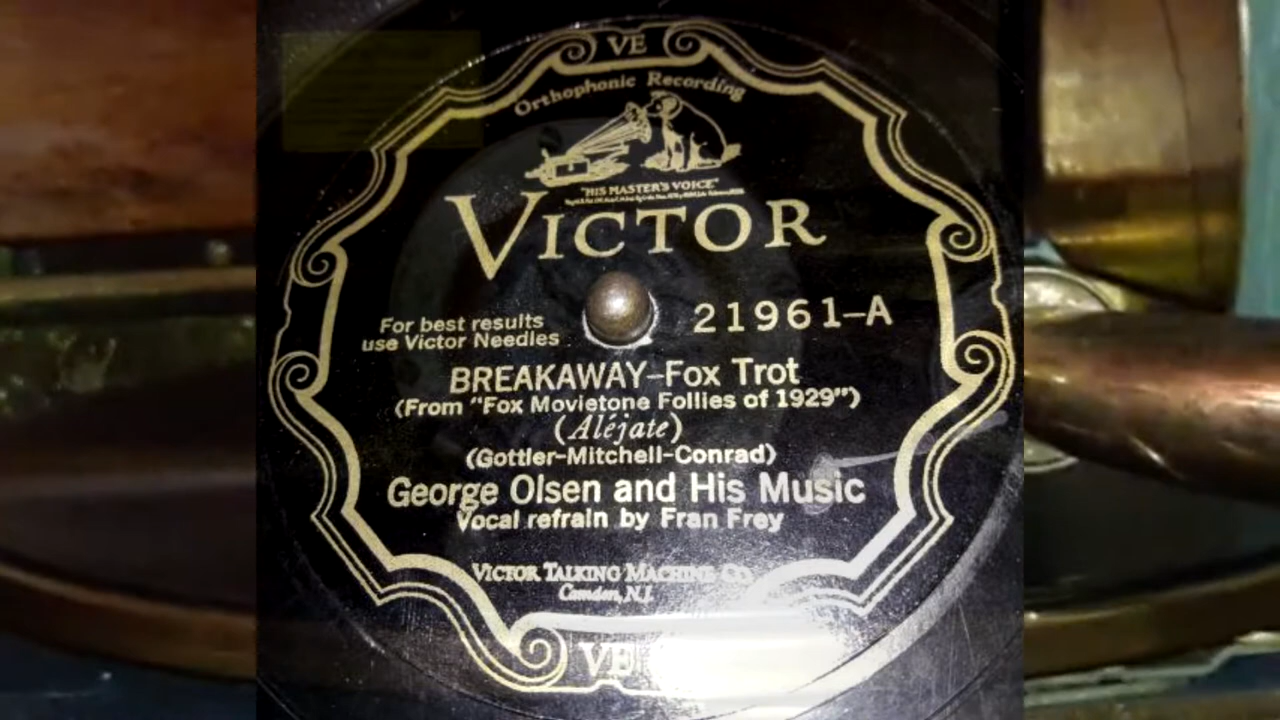 VE
Orthophonic Recording
"HIS MASTER'S VOICE"
VICTOR
21961-A
For best results
use Victor Needles
BREAKAWAY-Fox Trot
(From "Fox Movietone Follies of 1929")
(Aléjate)
(Gottler-Mitchell-Conrad)
George Olsen and His Music
Vocal refrain by Fran Frey
VICTOR TALKING MACHINE CO.
Camden, N.J.
VE